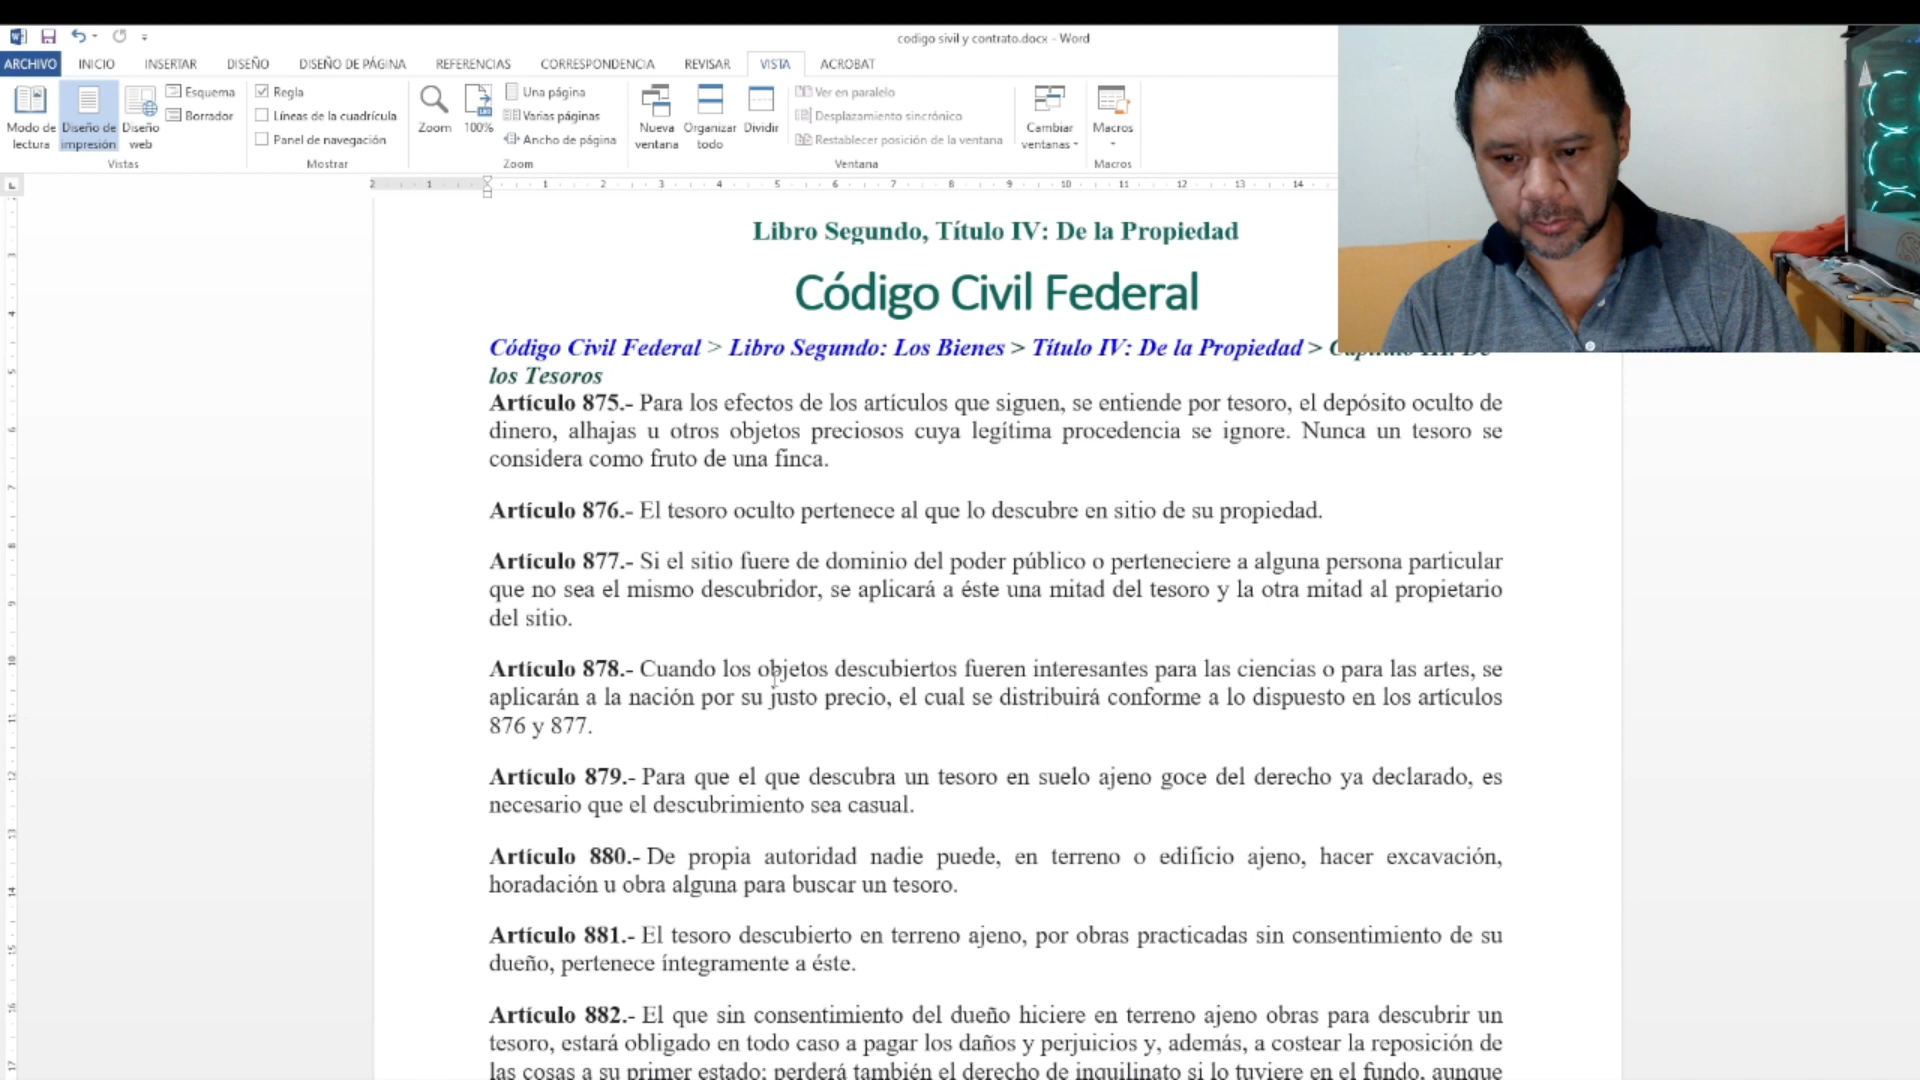 codigo sivil y contrato.docx - Word
ARCHIVO INICIO INSERTAR DISEÑO DISEÑO DE PÁGINA REFERENCIAS CORRESPONDENCIA REVISAR VISTA ACROBAT
Modo de lectura
Diseño de impresión
Diseño web
Esquema
Borrador
Vistas
Regla
Líneas de la cuadrícula
Panel de navegación
Mostrar
Zoom
100%
Una página
Varias páginas
Ancho de página
Zoom
Nueva ventana
Organizar todo
Dividir
Ver en paralelo
Desplazamiento sincrónico
Restablecer posición de la ventana
Ventana
Cambiar ventanas
Macros
Macros
2 1 1 2 3 4 5 6 7 8 9 10 11 12 13 14
Libro Segundo, Título IV: De la Propiedad
Código Civil Federal
Código Civil Federal > Libro Segundo: Los Bienes > Título IV: De la Propiedad >
los Tesoros
Artículo 875.- Para los efectos de los artículos que siguen, se entiende por tesoro, el depósito oculto de
dinero, alhajas u otros objetos preciosos cuya legítima procedencia se ignore. Nunca un tesoro se
considera como fruto de una finca.
Artículo 876.- El tesoro oculto pertenece al que lo descubre en sitio de su propiedad.
Artículo 877.- Si el sitio fuere de dominio del poder público o perteneciere a alguna persona particular
que no sea el mismo descubridor, se aplicará a éste una mitad del tesoro y la otra mitad al propietario
del sitio.
Artículo 878.- Cuando los objetos descubiertos fueren interesantes para las ciencias o para las artes, se
aplicarán a la nación por su justo precio, el cual se distribuirá conforme a lo dispuesto en los artículos
876 y 877.
Artículo 879.- Para que el que descubra un tesoro en suelo ajeno goce del derecho ya declarado, es
necesario que el descubrimiento sea casual.
Artículo 880.- De propia autoridad nadie puede, en terreno o edificio ajeno, hacer excavación,
horadación u obra alguna para buscar un tesoro.
Artículo 881.- El tesoro descubierto en terreno ajeno, por obras practicadas sin consentimiento de su
dueño, pertenece íntegramente a éste.
Artículo 882.- El que sin consentimiento del dueño hiciere en terreno ajeno obras para descubrir un
tesoro, estará obligado en todo caso a pagar los daños y perjuicios y, además, a costear la reposición de
las cosas a su primer estado; perderá también el derecho de inquilinato si lo tuviere en el fundo, aunque